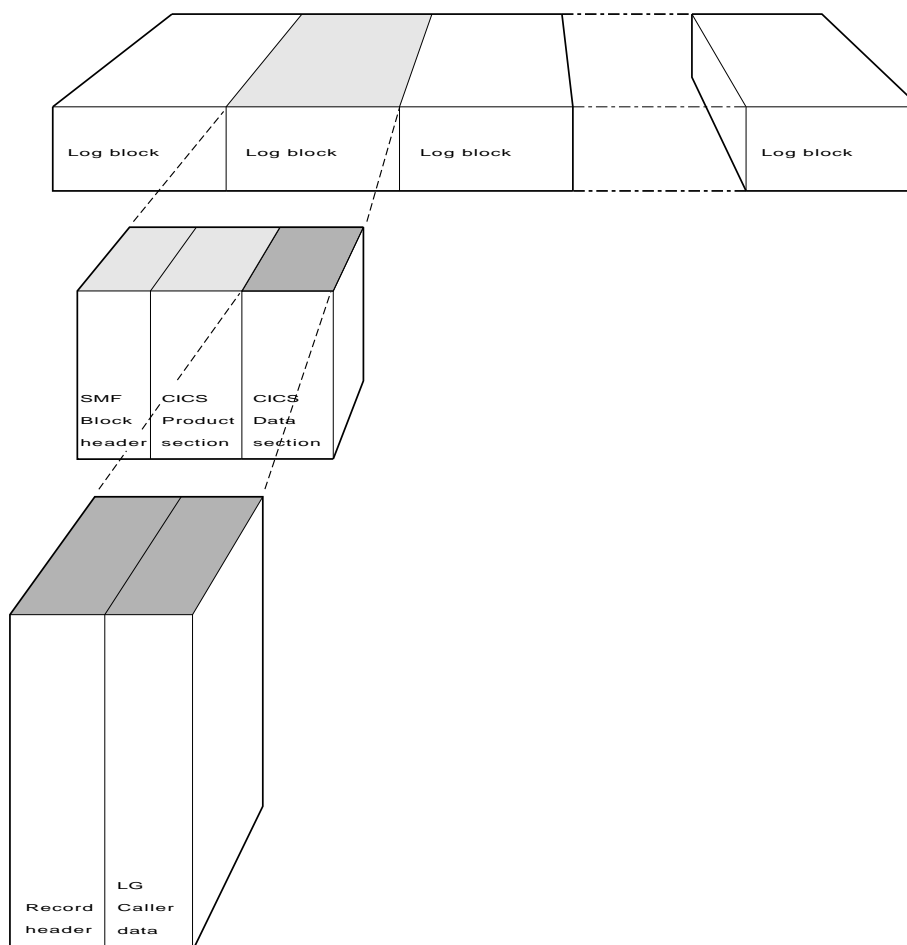 Log block
Log block
Log block
Log block
SMF
Block
header
CICS
Product
section
CICS
Data
section
Record
header
LG
Caller
data